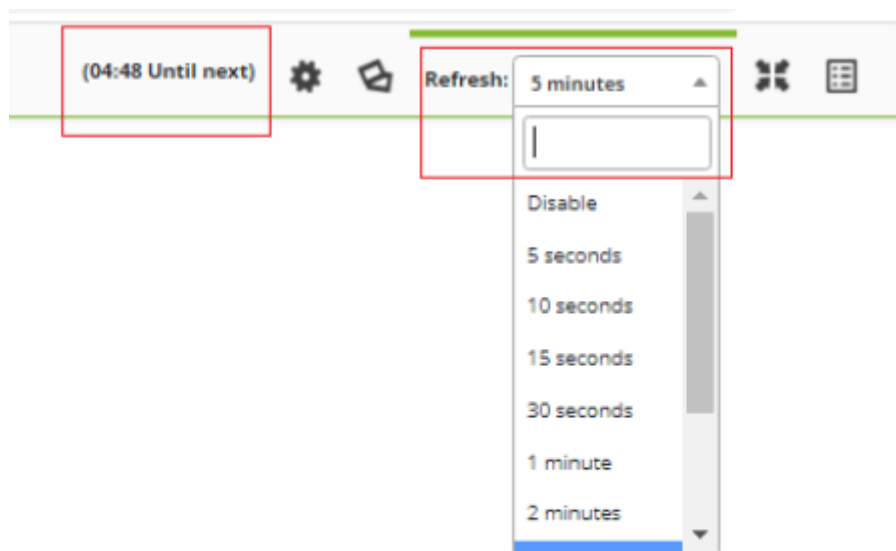 (04:48 Until next)
Refresh: 5 minutes
Disable
5 seconds
10 seconds
15 seconds
30 seconds
1 minute
2 minutes